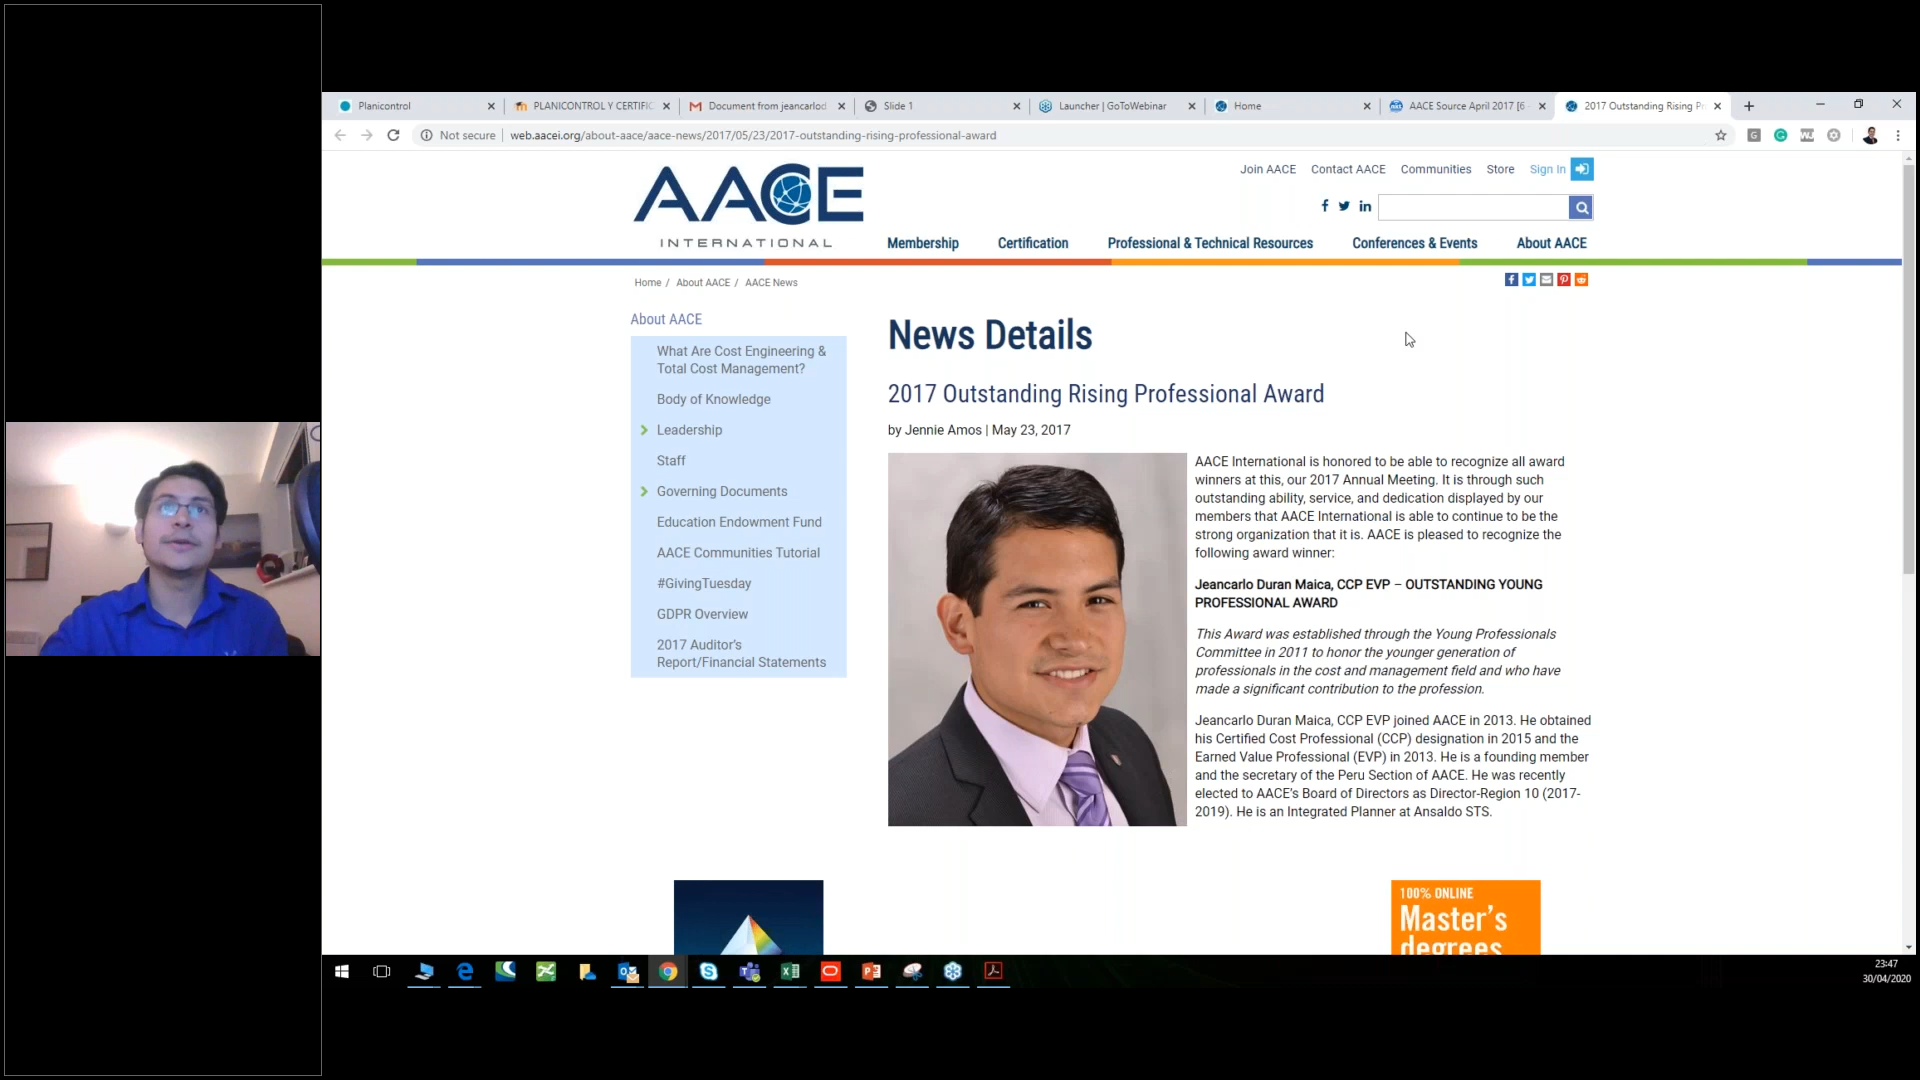 Planicontrol
PLANICONTROL Y CERTIFIC
Document from jeancarlod
Slide 1
Launcher | GoToWebinar
Home
AACE Source April 2017 [6 -
2017 Outstanding Rising Pr
Not secure | web.aacei.org/about-aace/aace-news/2017/05/23/2017-outstanding-rising-professional-award
AACE
INTERNATIONAL
Join AACE Contact AACE Communities Store Sign In
Membership Certification Professional & Technical Resources Conferences & Events About AACE
Home / About AACE / AACE News
About AACE
What Are Cost Engineering &
Total Cost Management?
Body of Knowledge
Leadership
Staff
Governing Documents
Education Endowment Fund
AACE Communities Tutorial
#GivingTuesday
GDPR Overview
2017 Auditor's
Report/Financial Statements
News Details
2017 Outstanding Rising Professional Award
by Jennie Amos | May 23, 2017
AACE International is honored to be able to recognize all award
winners at this, our 2017 Annual Meeting. It is through such
outstanding ability, service, and dedication displayed by our
members that AACE International is able to continue to be the
strong organization that it is. AACE is pleased to recognize the
following award winner:
Jeancarlo Duran Maica, CCP EVP – OUTSTANDING YOUNG
PROFESSIONAL AWARD
This Award was established through the Young Professionals
Committee in 2011 to honor the younger generation of
professionals in the cost and management field and who have
made a significant contribution to the profession.
Jeancarlo Duran Maica, CCP EVP joined AACE in 2013. He obtained
his Certified Cost Professional (CCP) designation in 2015 and the
Earned Value Professional (EVP) in 2013. He is a founding member
and the secretary of the Peru Section of AACE. He was recently
elected to AACE's Board of Directors as Director-Region 10 (2017-
2019). He is an Integrated Planner at Ansaldo STS.
100% ONLINE
Master's
degrees
23:47
30/04/2020